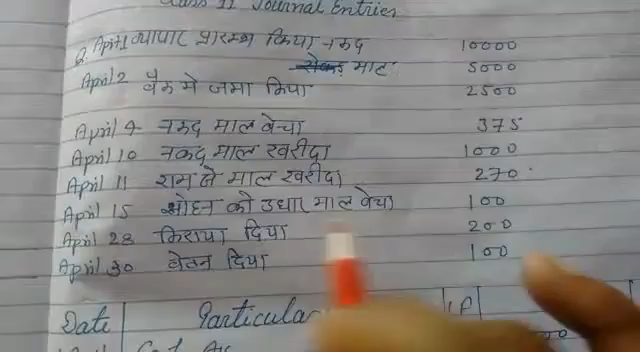 Class 11 Journal Entries
Q. April 1 व्यापार प्रारम्भ किया नकद 10000
माल 5000
April 2 बैंक मे जमा किया 2500
April 4 नकद माल बेचा 375
April 10 नकद माल खरीदा 1000
April 11 राम से माल खरीदा 270
April 15 मोहन को उधार माल बेचा 100
April 28 किराया दिया 200
April 30 वेतन दिया 100
Date Particular